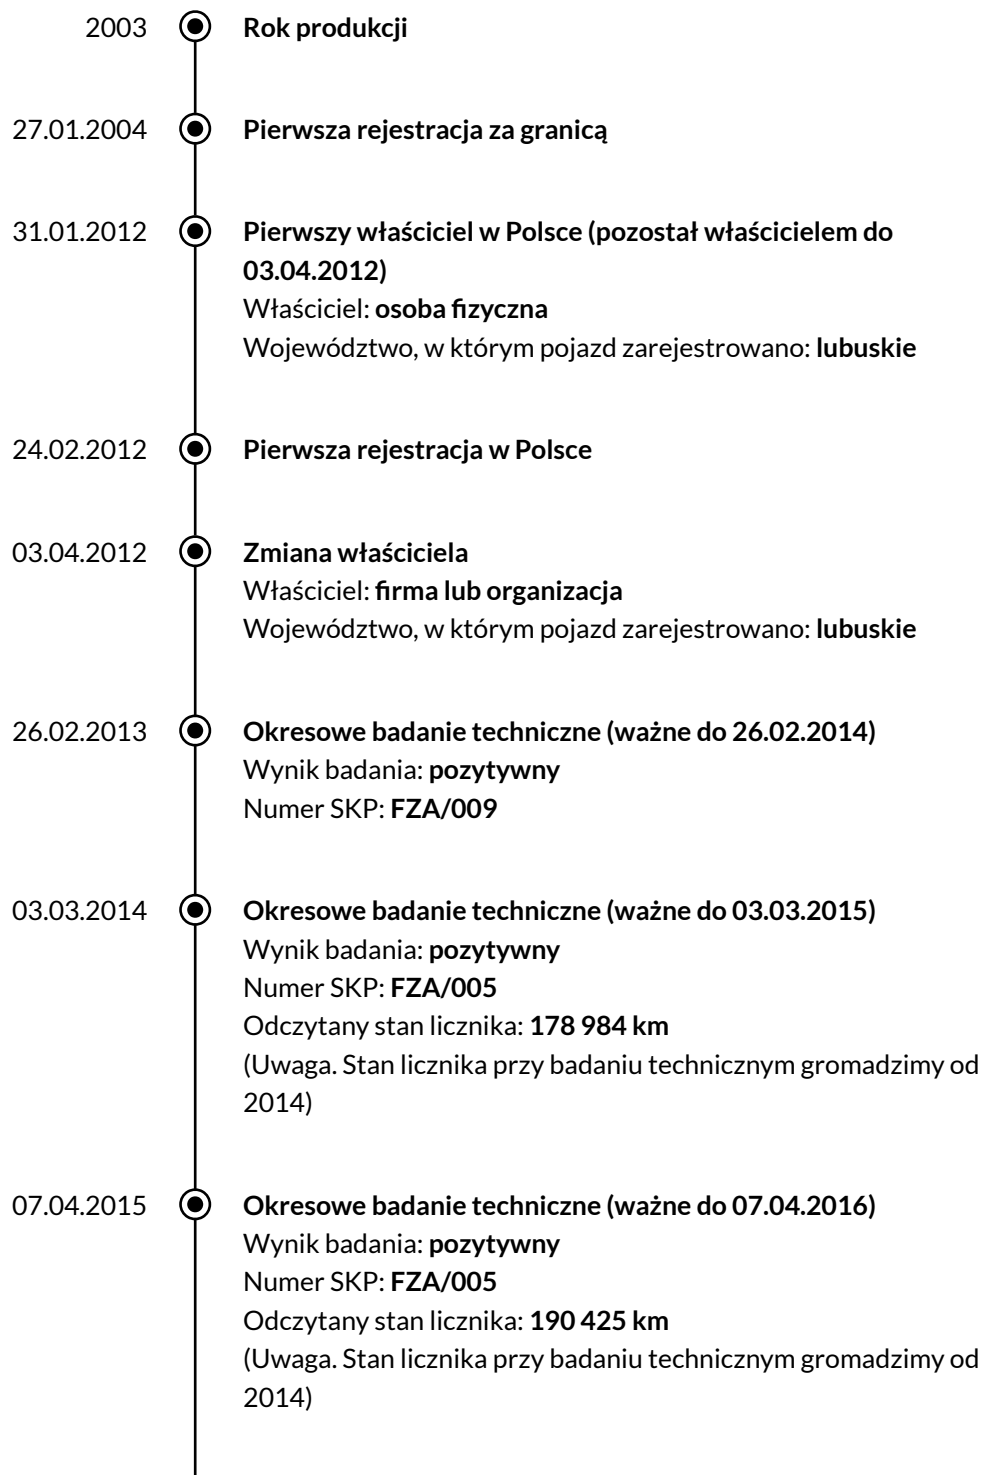 2003 Rok produkcji
27.01.2004 Pierwsza rejestracja za granicą
31.01.2012 Pierwszy właściciel w Polsce (pozostał właścicielem do
03.04.2012)
Właściciel: osoba fizyczna
Województwo, w którym pojazd zarejestrowano: lubuskie
24.02.2012 Pierwsza rejestracja w Polsce
03.04.2012 Zmiana właściciela
Właściciel: firma lub organizacja
Województwo, w którym pojazd zarejestrowano: lubuskie
26.02.2013 Okresowe badanie techniczne (ważne do 26.02.2014)
Wynik badania: pozytywny
Numer SKP: FZA/009
03.03.2014 Okresowe badanie techniczne (ważne do 03.03.2015)
Wynik badania: pozytywny
Numer SKP: FZA/005
Odczytany stan licznika: 178 984 km
(Uwaga. Stan licznika przy badaniu technicznym gromadzimy od
2014)
07.04.2015 Okresowe badanie techniczne (ważne do 07.04.2016)
Wynik badania: pozytywny
Numer SKP: FZA/005
Odczytany stan licznika: 190 425 km
(Uwaga. Stan licznika przy badaniu technicznym gromadzimy od
2014)